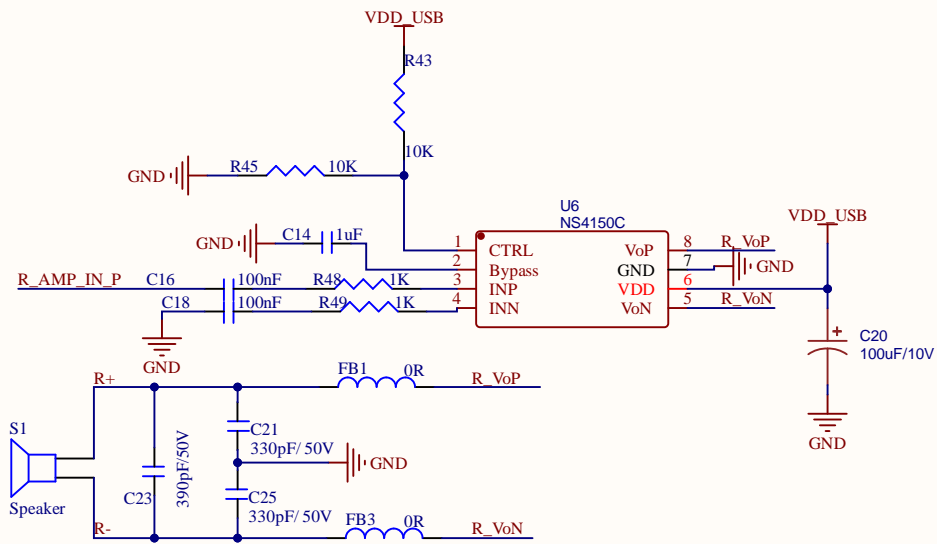 VDD_USB
R43
10K
GND
R45
10K
U6
NS4150C
VDD_USB
GND
C14
1uF
1
CTRL
VoP
8
R_VoP
2
Bypass
GND
7
GND
R_AMP_IN_P
C16
100nF
R48
1K
3
INP
VDD
6
C18
100nF
R49
1K
4
INN
VoN
5
R_VoN
GND
+
C20
100uF/10V
GND
R+
FB1
0R
R_VoP
S1
Speaker
C23
390pF/50V
C21
330pF/ 50V
GND
C25
330pF/ 50V
R-
FB3
0R
R_VoN